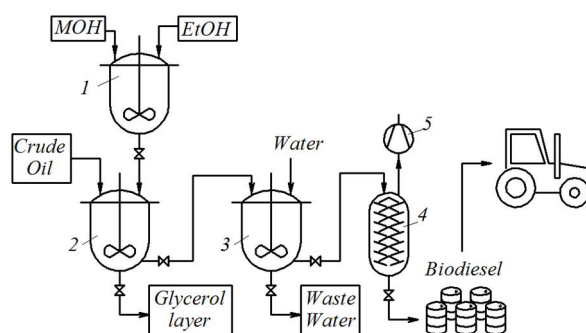 MOH
EtOH
1
Crude
Oil
Water
5
2
3
4
Biodiesel
Glycerol
layer
Waste
Water